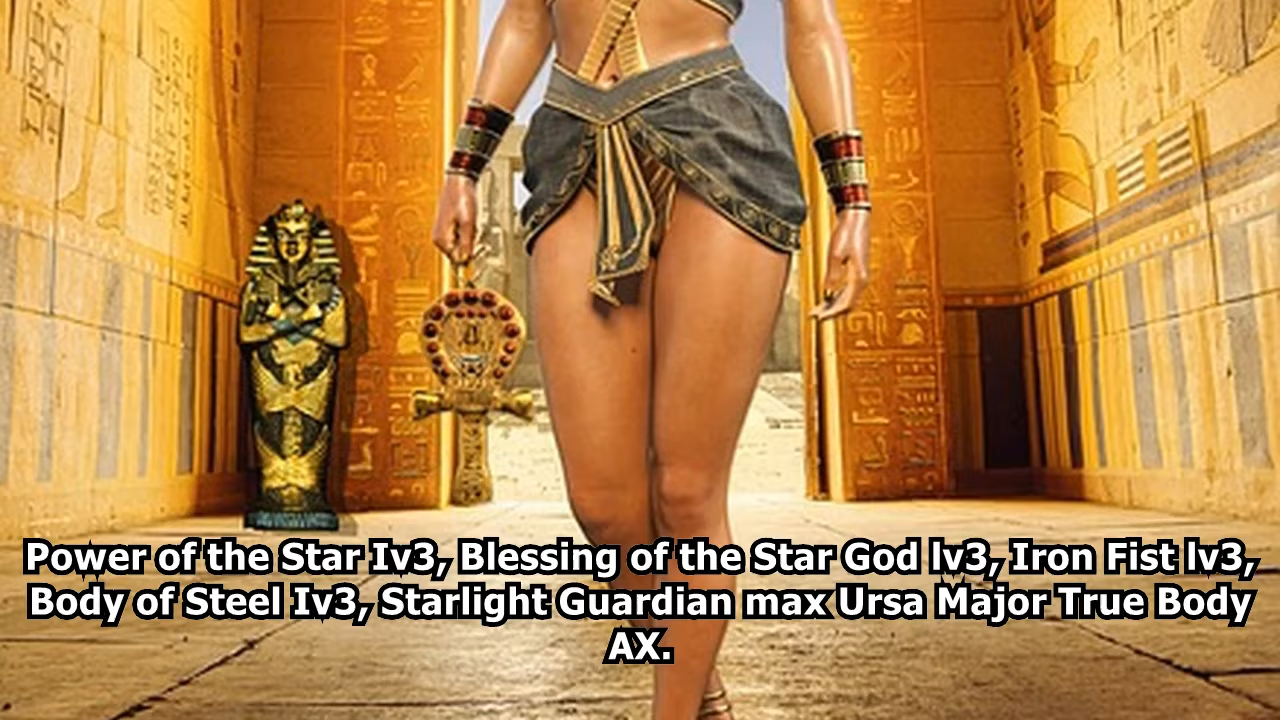 Power of the Star Iv3, Blessing of the Star God lv3, Iron Fist lv3,
Body of Steel Iv3, Starlight Guardian max Ursa Major True Body
AX.